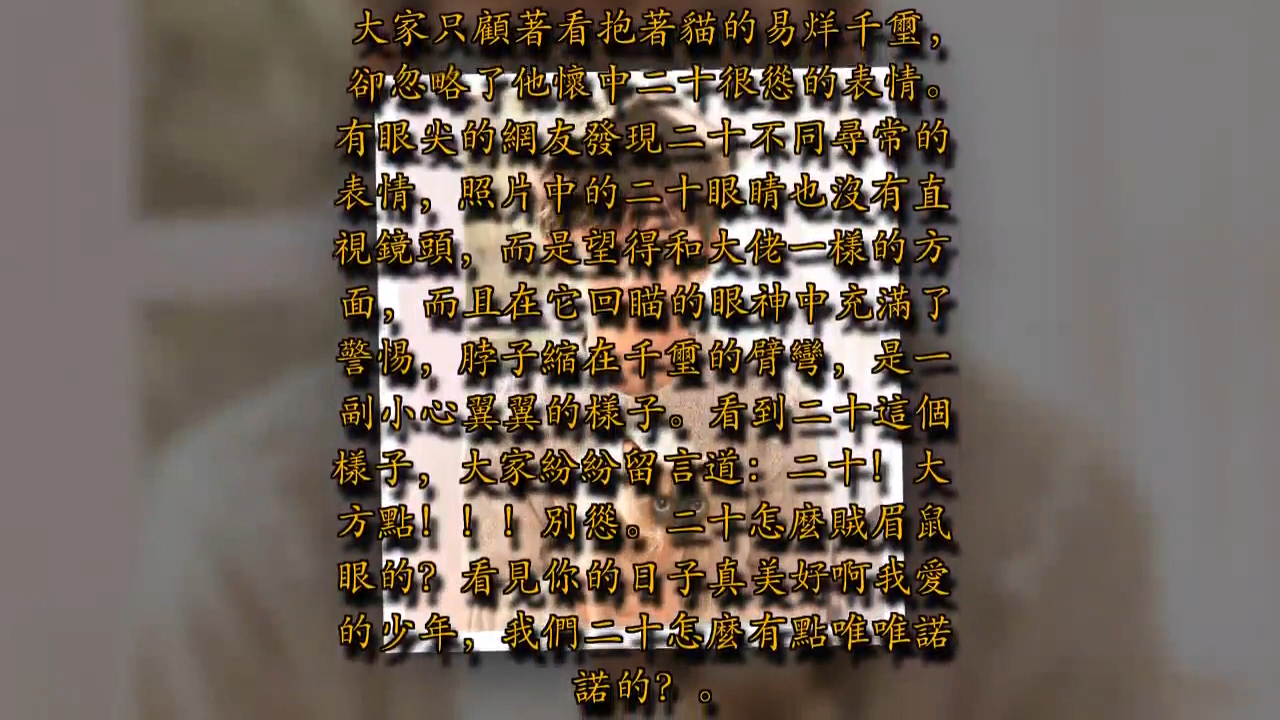 大家只顧著看抱著貓的易烊千璽，
卻忽略了他懷中二十很慫的表情。
有眼尖的網友發現二十不同尋常的
表情，照片中的二十眼睛也沒有直
視鏡頭，而是望得和大佬一樣的方
面，而且在它回瞄的眼神中充滿了
警惕，脖子縮在千璽的臂彎，是一
副小心翼翼的樣子。看到二十這個
樣子，大家紛紛留言道：二十！大
方點！！！別慫。二十怎麼賊眉鼠
眼的？看見你的日子真美好啊我愛
的少年，我們二十怎麼有點唯唯諾
諾的？。